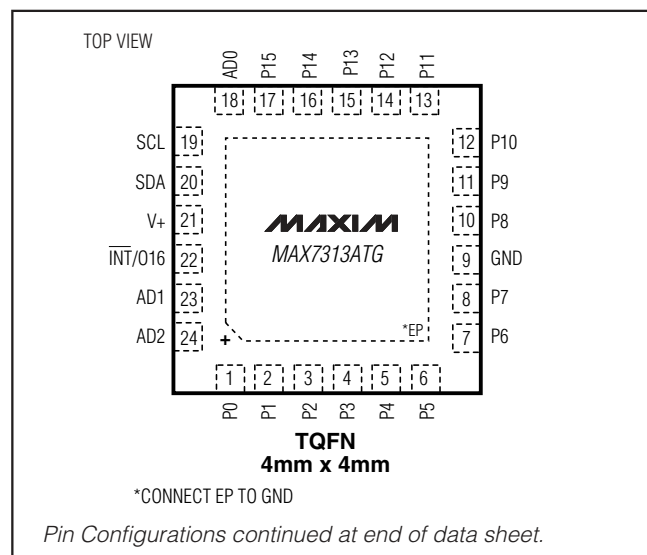 TOP VIEW
AD0 P15 P14 P13 P12 P11
18 17 16 15 14 13
SCL 19 12 P10
SDA 20 11 P9
V+ 21 MAXIM 10 P8
INT/O16 22 MAX7313ATG 9 GND
AD1 23 8 P7
AD2 24 + *EP 7 P6
1 2 3 4 5 6
P0 P1 P2 P3 P4 P5
TQFN
4mm x 4mm
*CONNECT EP TO GND
Pin Configurations continued at end of data sheet.